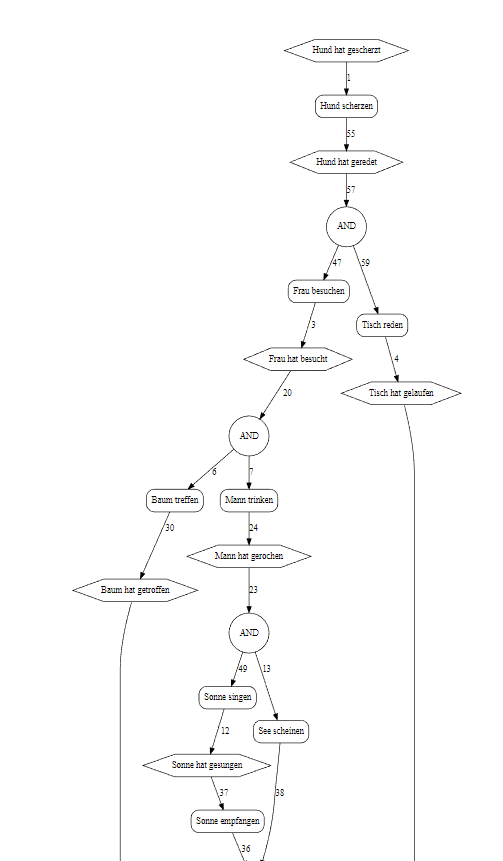 Hund hat gescherzt
1
Hund scherzen
55
Hund hat geredet
57
AND
47
59
Frau besuchen
Tisch reden
3
4
Frau hat besucht
Tisch hat gelaufen
20
AND
6
7
Baum treffen
Mann trinken
30
24
Mann hat gerochen
Baum hat getroffen
23
AND
49
13
Sonne singen
See scheinen
12
Sonne hat gesungen
37
38
Sonne empfangen
36